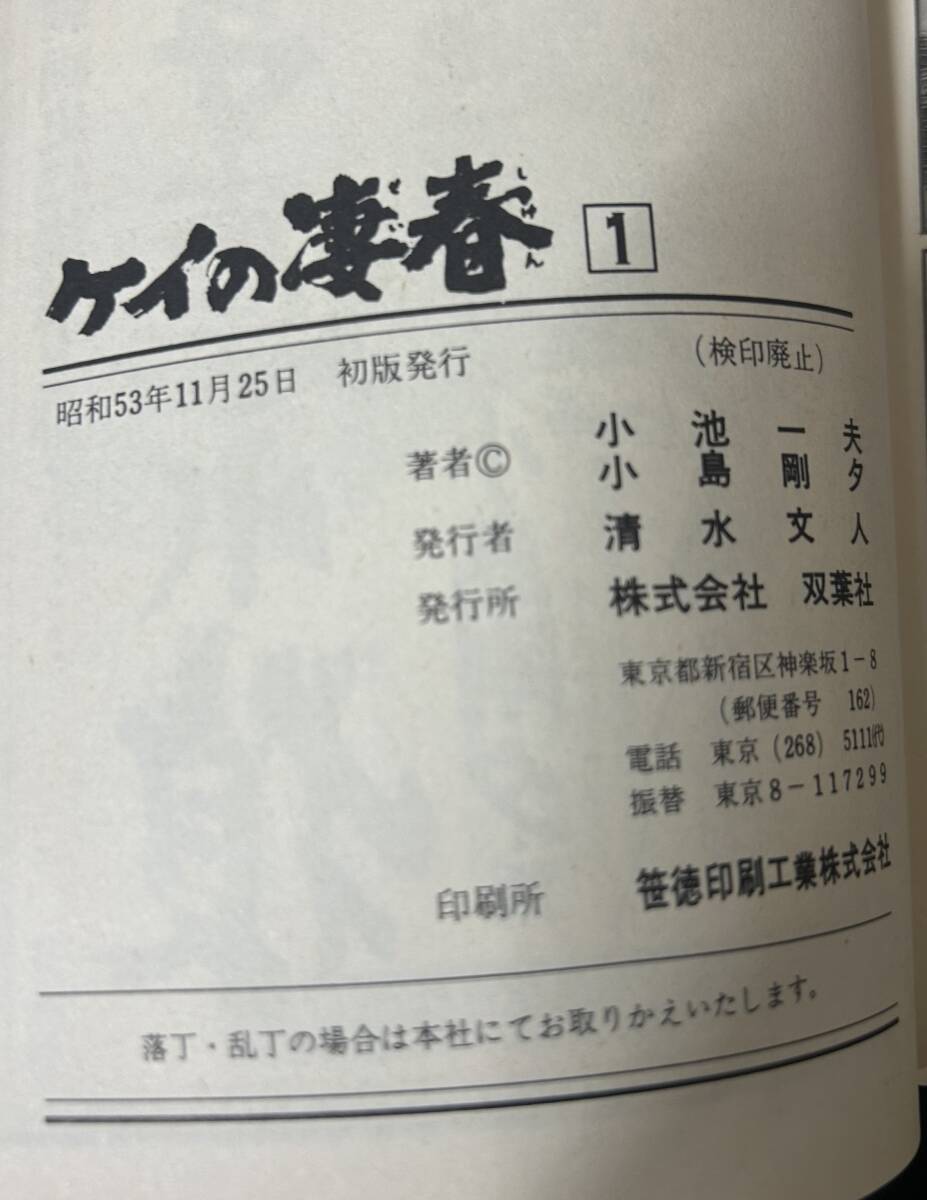 ケイの凄春 1
昭和53年11月25日 初版発行 (検印廃止)
著者© 小池一夫
小島剛夕
発行者 清水文人
発行所 株式会社 双葉社
東京都新宿区神楽坂1-8
(郵便番号 162)
電話 東京(268) 5111代)
振替 東京8-117299
印刷所 笹徳印刷工業株式会社
落丁・乱丁の場合は本社にてお取りかえいたします。